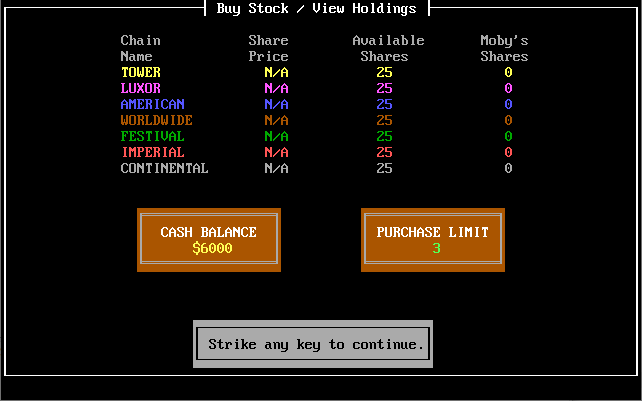 Buy Stock / View Holdings
Chain Share Available Moby's
Name Price Shares Shares
TOWER N/A 25 0
LUXOR N/A 25 0
AMERICAN N/A 25 0
WORLDWIDE N/A 25 0
FESTIVAL N/A 25 0
IMPERIAL N/A 25 0
CONTINENTAL N/A 25 0
CASH BALANCE PURCHASE LIMIT
$6000 3
Strike any key to continue.